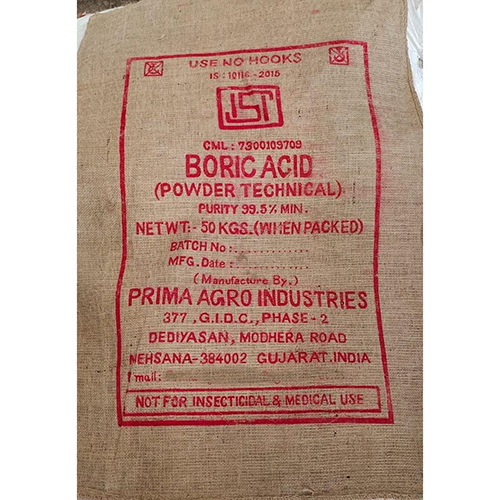 USE NO HOOKS
IS : 10116 - 2015
ISI
CML : 7300109709
BORIC ACID
(POWDER TECHNICAL)
PURITY 99.5% MIN.
NET WT:- 50 KGS.(WHEN PACKED)
BATCH No :.............
MFG. Date :.............
(Manufacture By.)
PRIMA AGRO INDUSTRIES
377 , G.I.D.C., PHASE - 2
DEDIYASAN, MODHERA ROAD
MEHSANA-384002 GUJARAT.INDIA
Email:
NOT FOR INSECTICIDAL & MEDICAL USE